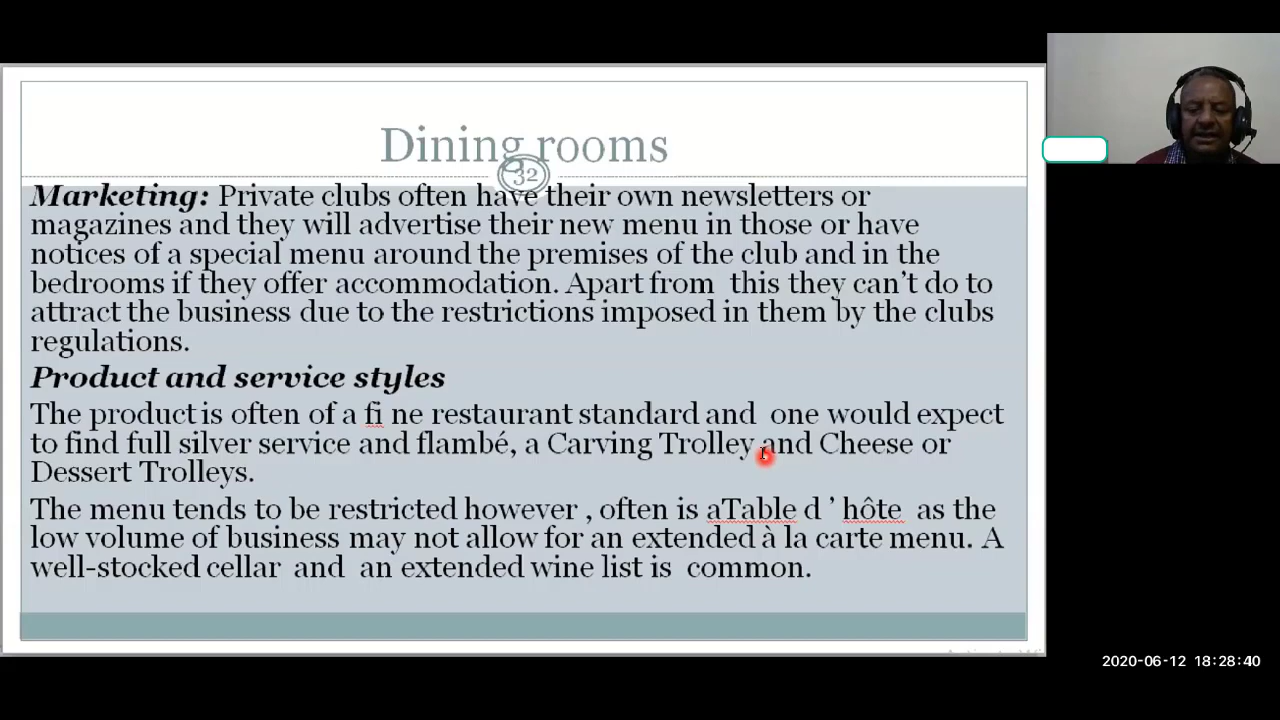 Dining rooms
32
Marketing: Private clubs often have their own newsletters or
magazines and they will advertise their new menu in those or have
notices of a special menu around the premises of the club and in the
bedrooms if they offer accommodation. Apart from this they can't do to
attract the business due to the restrictions imposed in them by the clubs
regulations.
Product and service styles
The product is often of a fi ne restaurant standard and one would expect
to find full silver service and flambé, a Carving Trolley and Cheese or
Dessert Trolleys.
The menu tends to be restricted however , often is aTable d ’ hôte as the
low volume of business may not allow for an extended à la carte menu. A
well-stocked cellar and an extended wine list is common.
2020-06-12 18:28:40